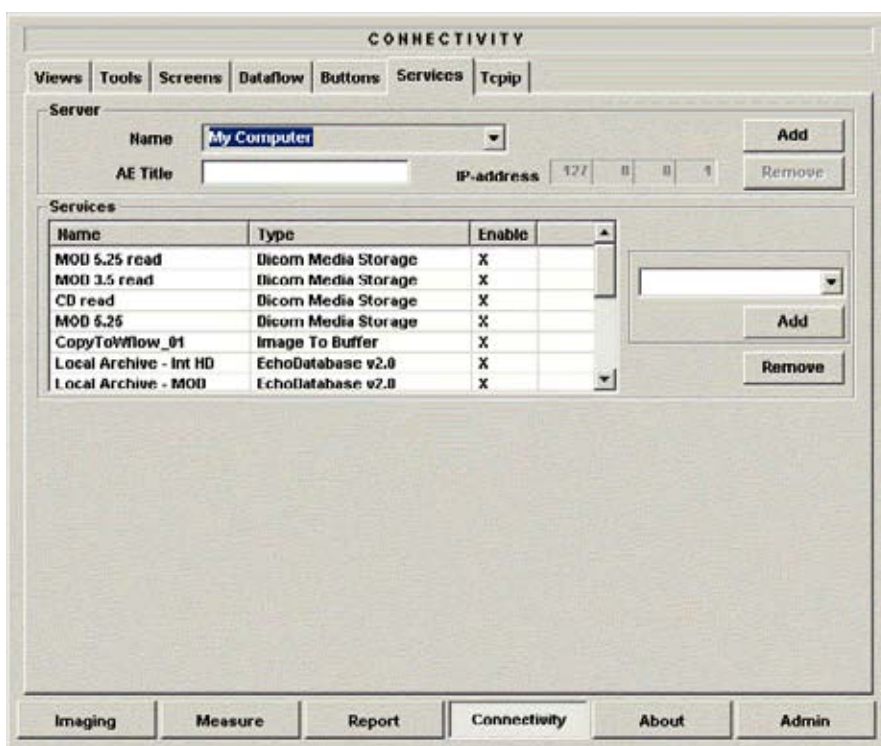 CONNECTIVITY
Views Tools Screens Dataflow Buttons Services Tcpip
Server
Name My Computer Add
AE Title IP-address 127 0 0 1 Remove
Services
Name Type Enable
MOD 5.25 read Dicom Media Storage X
MOD 3.5 read Dicom Media Storage X
CD read Dicom Media Storage X
MOD 5.25 Dicom Media Storage X
Add
CopyToWflow_01 Image To Buffer X
Local Archive - Int HD EchoDatabase v2.0 X
Remove
Local Archive - MOD EchoDatabase v2.0 X
Imaging Measure Report Connectivity About Admin